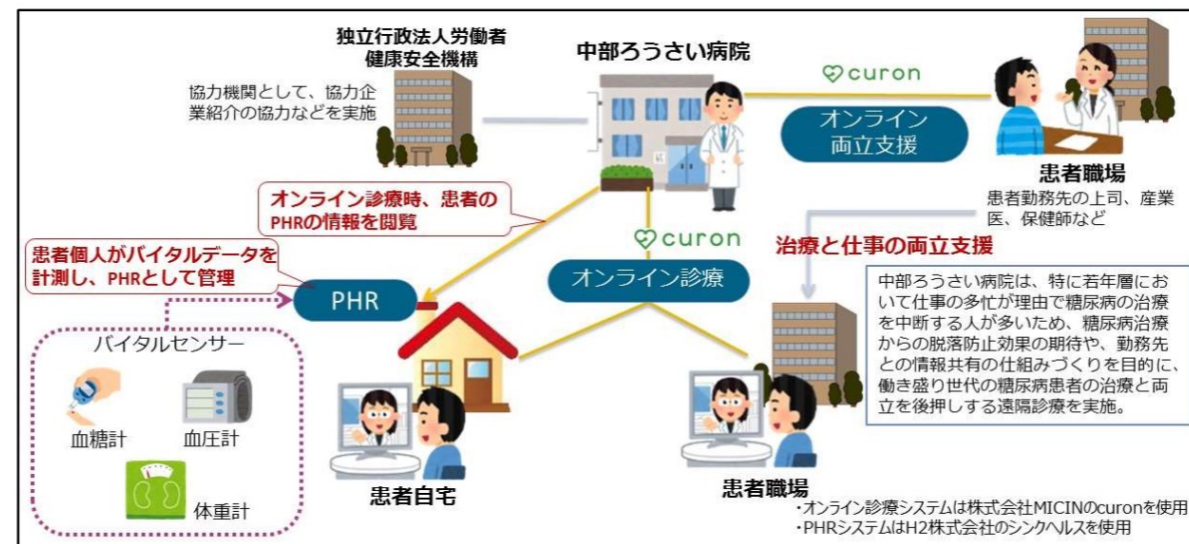 独立行政法人労働者
健康安全機構
協力機関として、協力企
業紹介の協力などを実施
中部ろうさい病院
curon
オンライン
両立支援
患者職場
患者勤務先の上司、産業
医、保健師など
オンライン診療時、患者の
PHRの情報を閲覧
患者個人がバイタルデータを
計測し、PHRとして管理
PHR
curon
オンライン診療
治療と仕事の両立支援
中部ろうさい病院は、特に若年層にお
いて仕事の多忙が理由で糖尿病の治療
を中断する人が多いため、糖尿病治療
からの脱落防止効果の期待や、勤務先
との情報共有の仕組みづくりを目的に、
働き盛り世代の糖尿病患者の治療と両
立を後押しする遠隔診療を実施。
バイタルセンサー
血糖計
血圧計
体重計
患者自宅
患者職場
・オンライン診療システムは株式会社MICINのcuronを使用
・PHRシステムはH2株式会社のシンクヘルスを使用